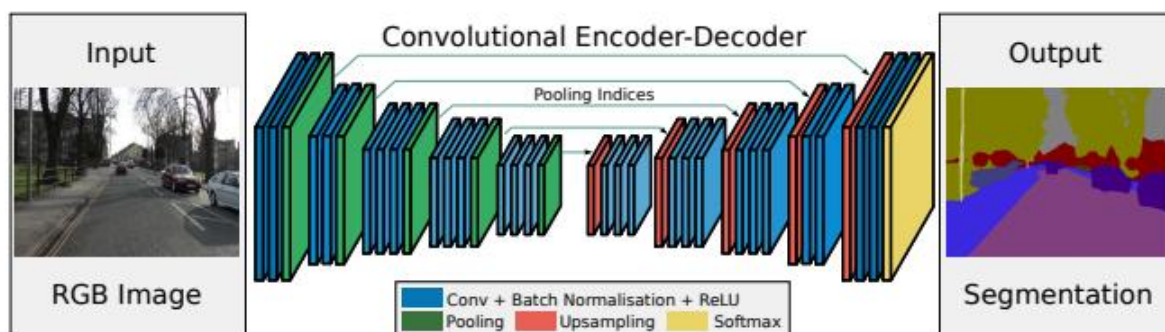 Input
RGB Image
Convolutional Encoder-Decoder
Pooling Indices
Conv + Batch Normalisation + ReLU
Pooling Upsampling Softmax
Output
Segmentation